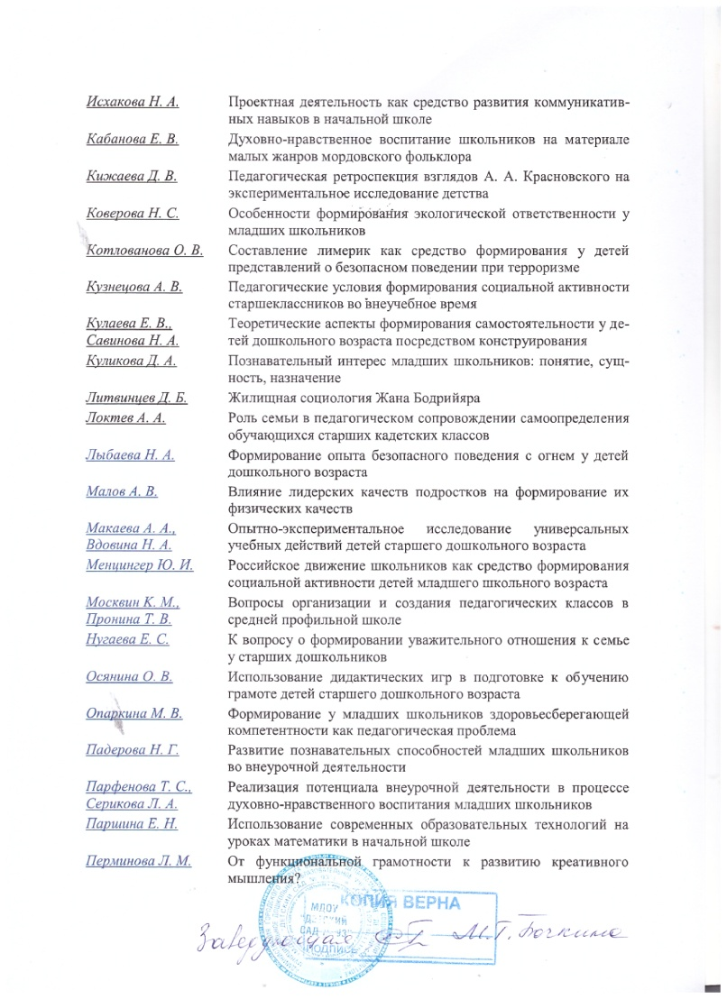 Исхакова Н. А. Проектная деятельность как средство развития коммуникатив-
ных навыков в начальной школе
Кабанова Е. В. Духовно-нравственное воспитание школьников на материале
малых жанров мордовского фольклора
Кижаева Д. В. Педагогическая ретроспекция взглядов А. А. Красновского на
экспериментальное исследование детства
Коверова Н. С. Особенности формирования экологической ответственности у
младших школьников
Котлованова О. В. Составление лимерик как средство формирования у детей
представлений о безопасном поведении при терроризме
Кузнецова А. В. Педагогические условия формирования социальной активности
старшеклассников во внеучебное время
Кулаева Е. В., Теоретические аспекты формирования самостоятельности у де-
Савинова Н. А. тей дошкольного возраста посредством конструирования
Куликова Д. А. Познавательный интерес младших школьников: понятие, сущ-
ность, назначение
Литвинцев Д. Б. Жилищная социология Жана Бодрийяра
Локтев А. А. Роль семьи в педагогическом сопровождении самоопределения
обучающихся старших кадетских классов
Лыбаева Н. А. Формирование опыта безопасного поведения с огнем у детей
дошкольного возраста
Малов А. В. Влияние лидерских качеств подростков на формирование их
физических качеств
Макаева А. А., Опытно-экспериментальное исследование универсальных
Вдовина Н. А. учебных действий детей старшего дошкольного возраста
Менцингер Ю. И. Российское движение школьников как средство формирования
социальной активности детей младшего школьного возраста
Москвин К. М., Вопросы организации и создания педагогических классов в
Пронина Т. В. средней профильной школе
Нугаева Е. С. К вопросу о формировании уважительного отношения к семье
у старших дошкольников
Осянина О. В. Использование дидактических игр в подготовке к обучению
грамоте детей старшего дошкольного возраста
Опаркина М. В. Формирование у младших школьников здоровьесберегающей
компетентности как педагогическая проблема
Падерова Н. Г. Развитие познавательных способностей младших школьников
во внеурочной деятельности
Парфенова Т. С., Реализация потенциала внеурочной деятельности в процессе
Серикова Л. А. духовно-нравственного воспитания младших школьников
Паршина Е. Н. Использование современных образовательных технологий на
уроках математики в начальной школе
Перминова Л. М. От функциональной грамотности к развитию креативного
мышления?
КОПИЯ ВЕРНА
МДОУ
"ДЕТСКИЙ
САД
Заведующая М.Г. Бочкина
ПОДПИСЬ